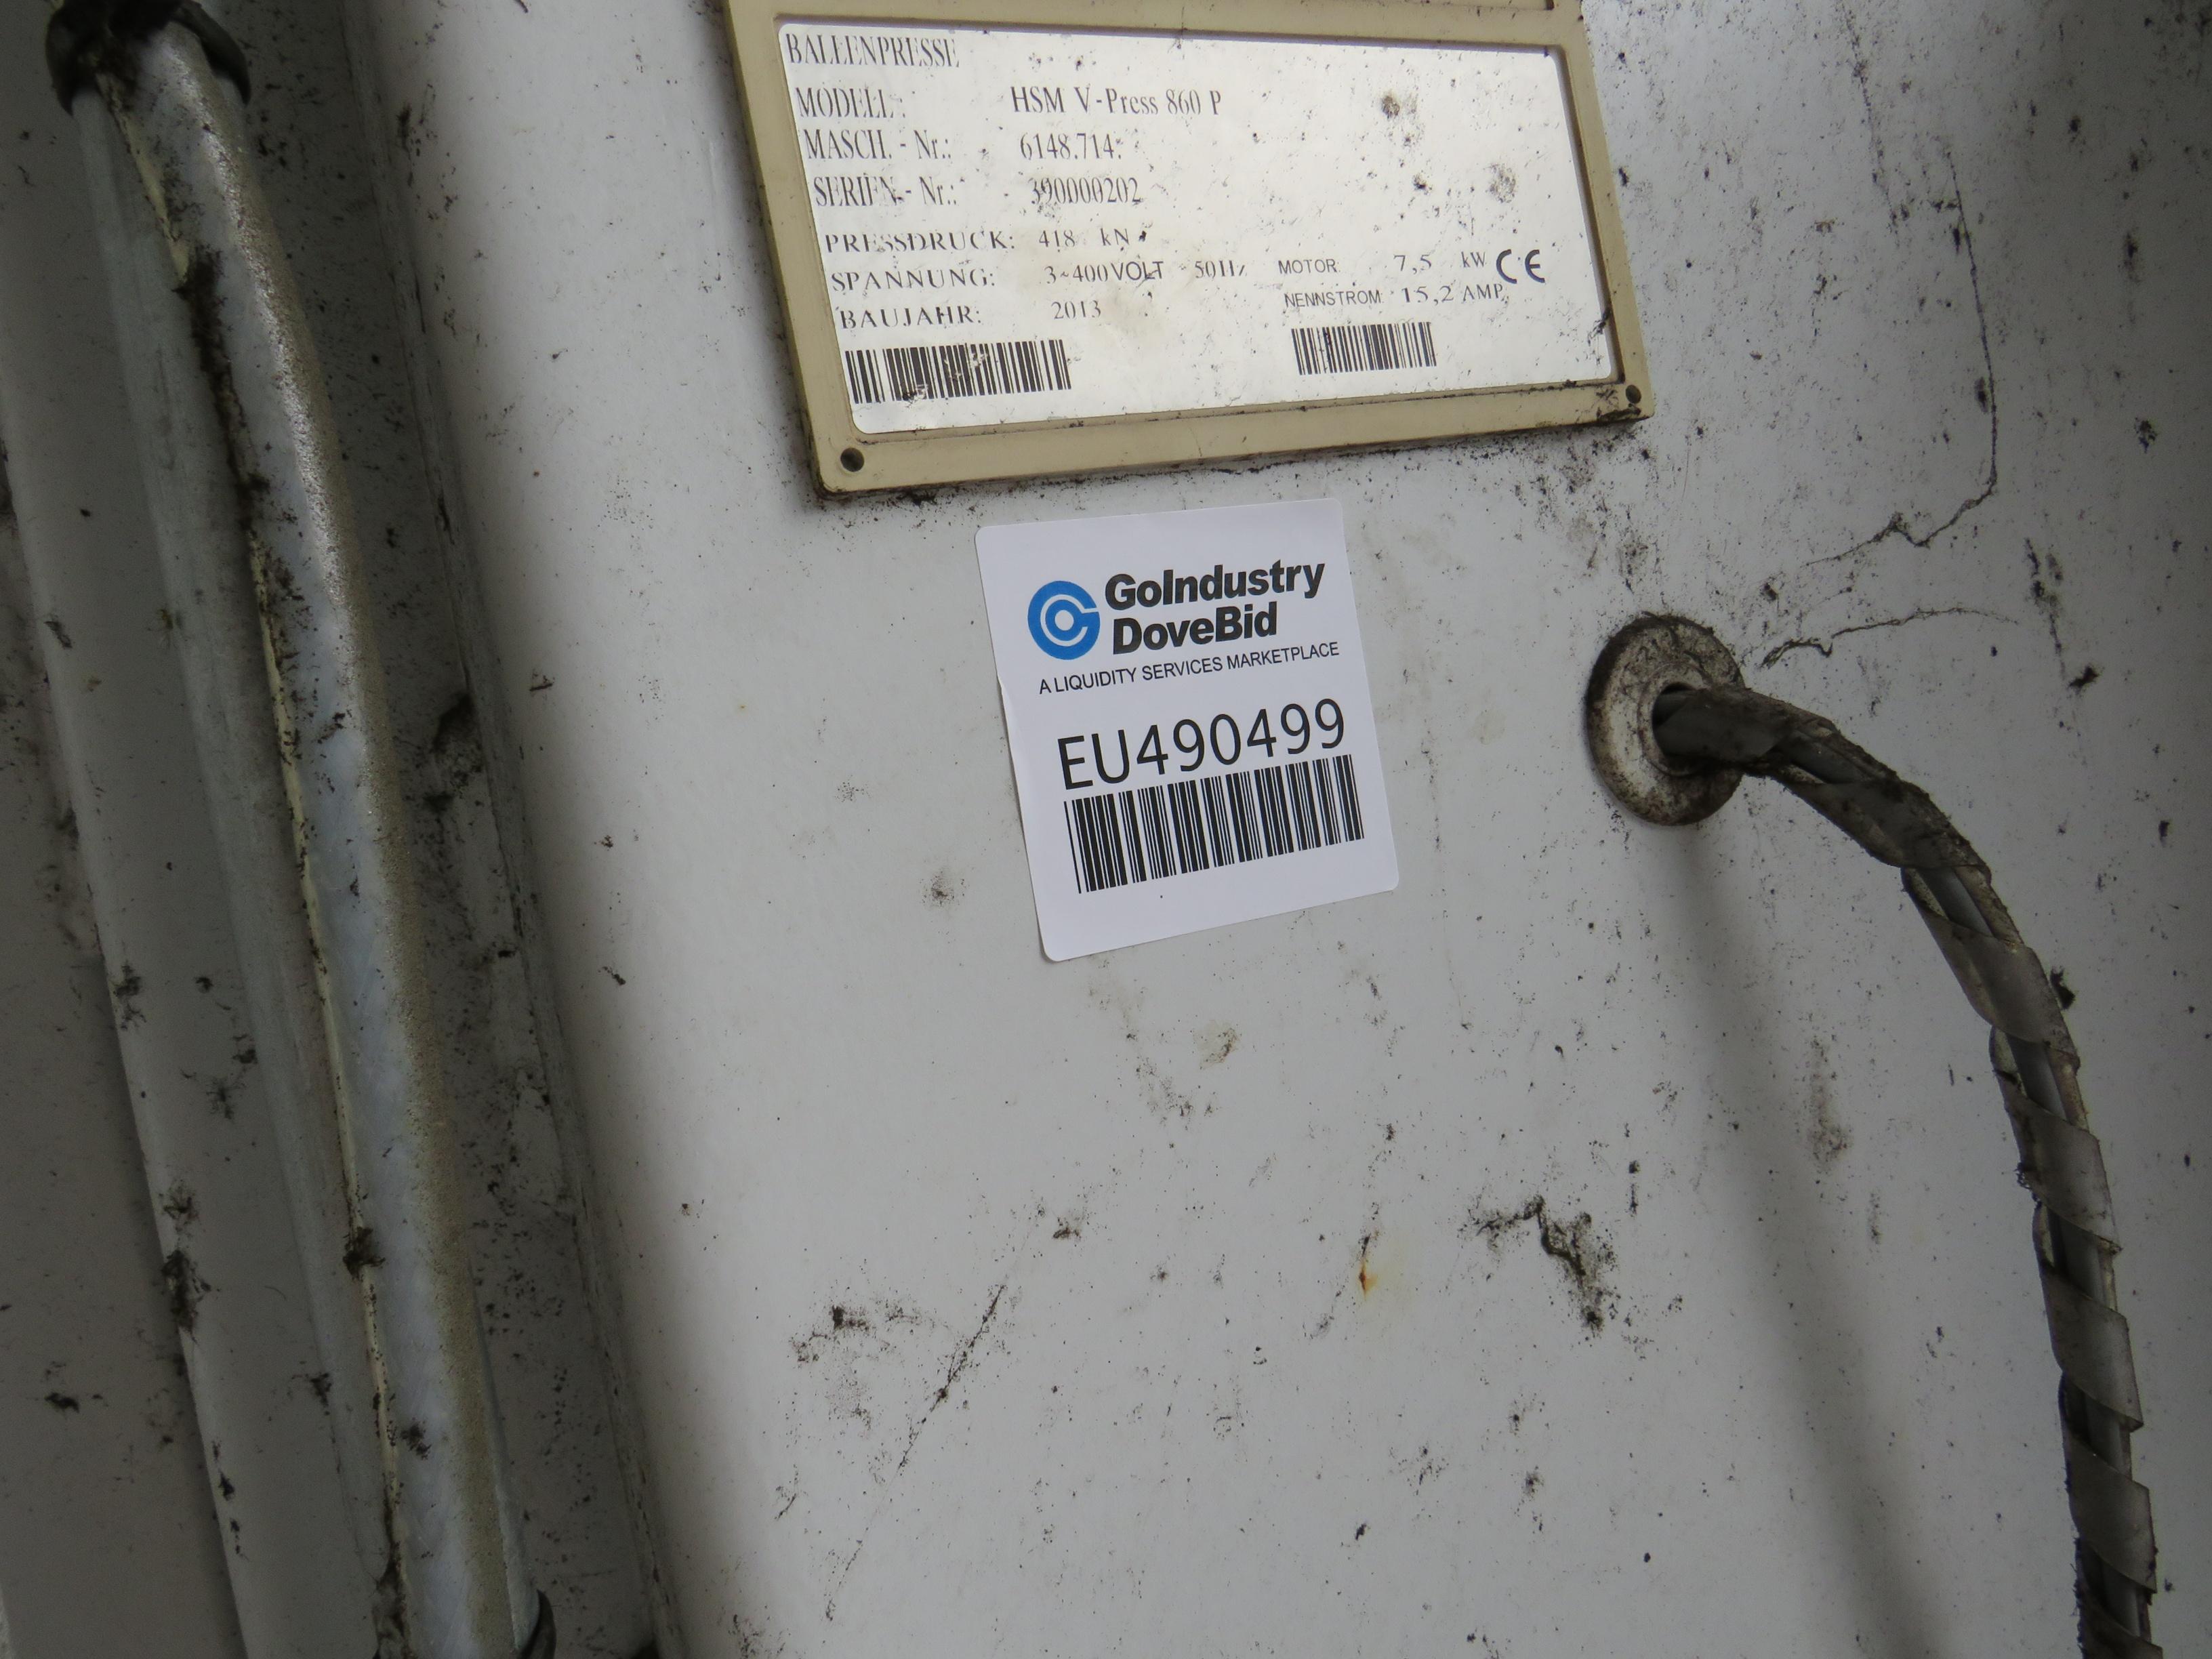 BALLENPRESSE
MODELL: HSM V-Press 860 P
MASCH. - Nr.: 6148.714
SERIEN - Nr.: 390000202
PRESSDRUCK: 418 kN
SPANNUNG: 3~400VOLT 50Hz MOTOR: 7,5 kW CE
BAUJAHR: 2013 NENNSTROM: 15,2 AMP.
GoIndustry
DoveBid
A LIQUIDITY SERVICES MARKETPLACE
EU490499